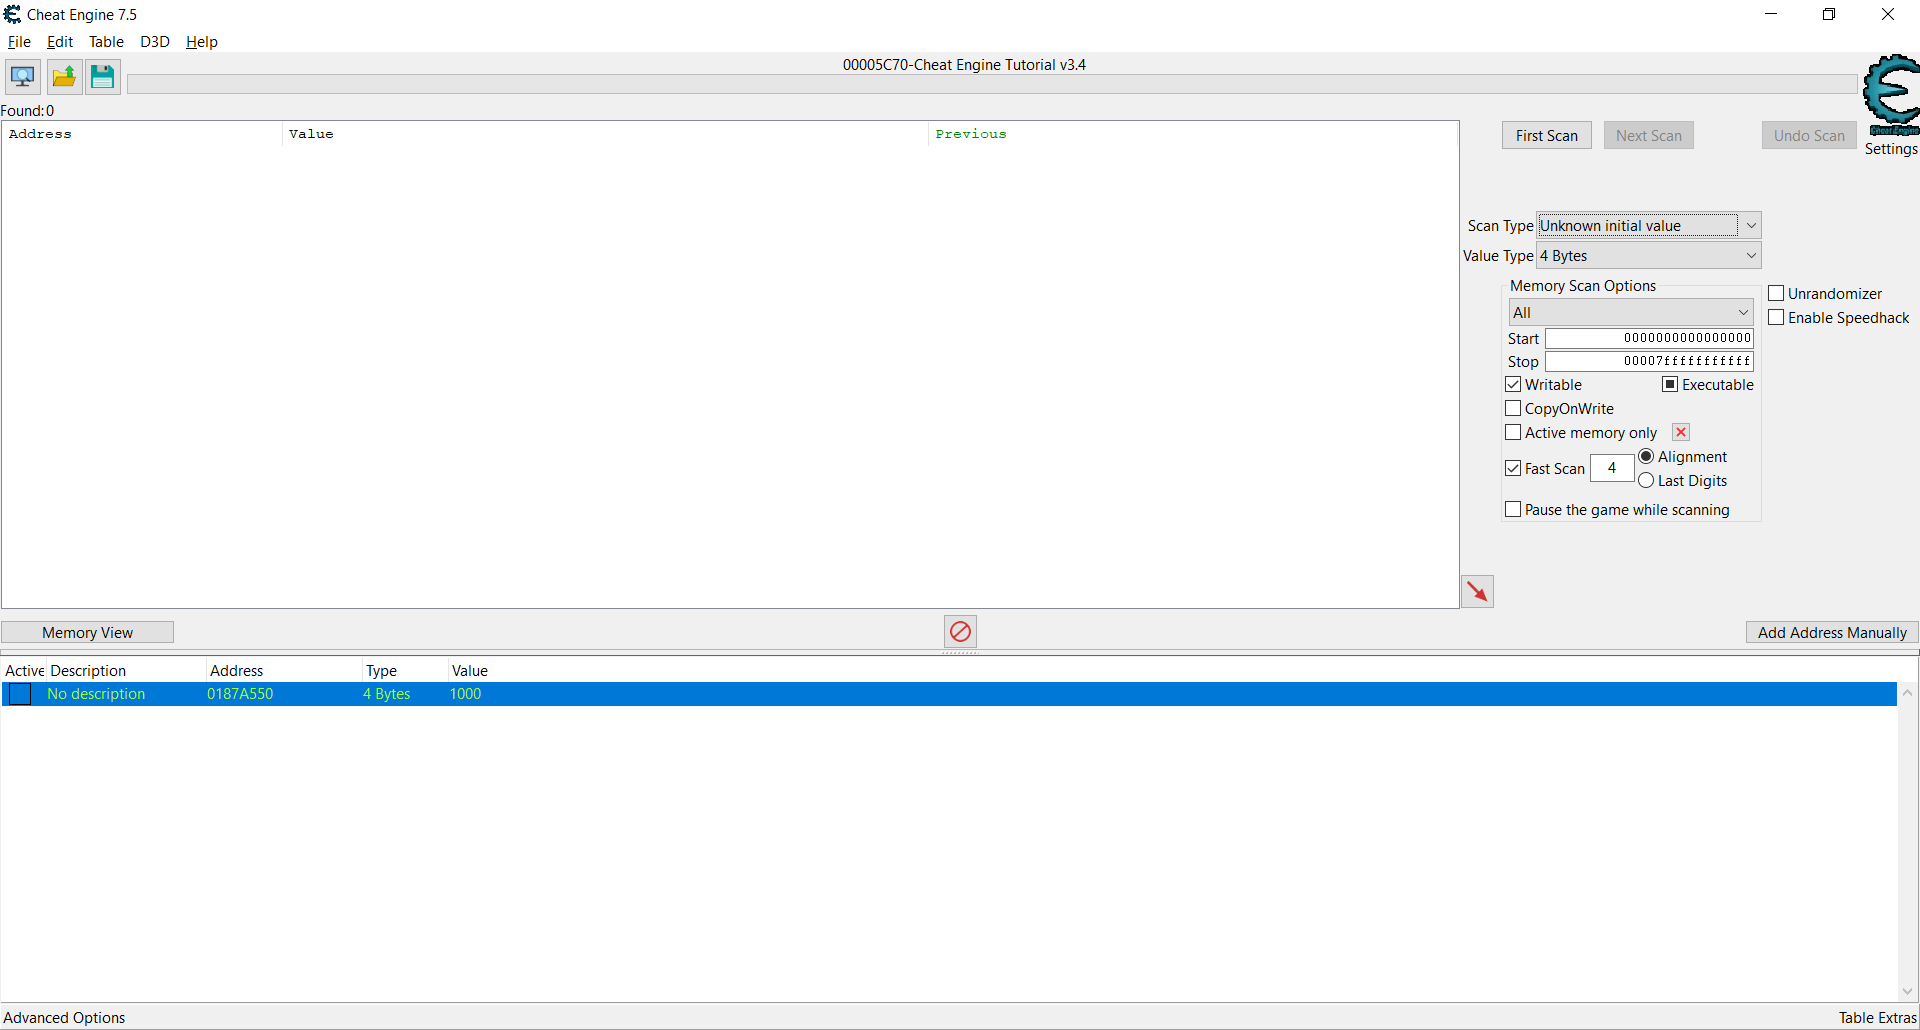 Cheat Engine 7.5
File Edit Table D3D Help
00005C70-Cheat Engine Tutorial v3.4
Found:0
Address Value Previous
First Scan Next Scan Undo Scan
Cheat Engine
Settings
Scan Type Unknown initial value
Value Type 4 Bytes
Memory Scan Options
All
Unrandomizer
Enable Speedhack
Start 0000000000000000
Stop 00007fffffffffff
Writable Executable
CopyOnWrite
Active memory only
Fast Scan 4 Alignment
Last Digits
Pause the game while scanning
Memory View Add Address Manually
Active Description Address Type Value
No description 0187A550 4 Bytes 1000
Advanced Options Table Extras